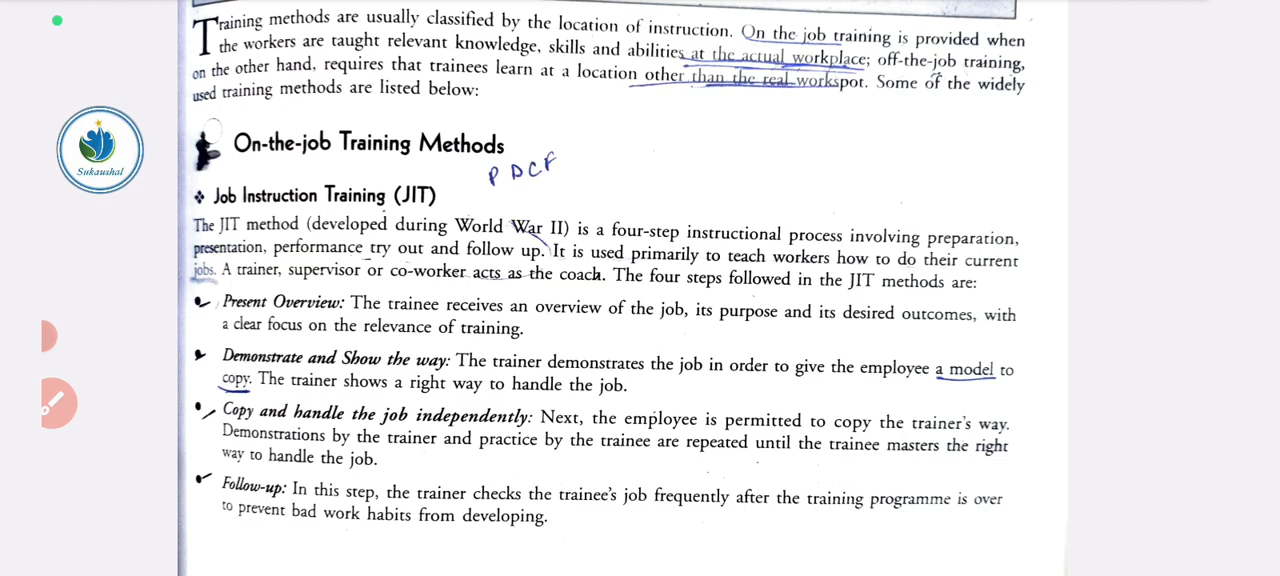 Training methods are usually classified by the location of instruction. On the job training is provided when
the workers are taught relevant knowledge, skills and abilities at the actual workplace; off-the-job training,
on the other hand, requires that trainees learn at a location other than the real workspot. Some of the widely
used training methods are listed below:
Sukaushal
On-the-job Training Methods
P D C F
❖ Job Instruction Training (JIT)
The JIT method (developed during World War II) is a four-step instructional process involving preparation,
presentation, performance try out and follow up. It is used primarily to teach workers how to do their current
jobs. A trainer, supervisor or co-worker acts as the coach. The four steps followed in the JIT methods are:
Present Overview: The trainee receives an overview of the job, its purpose and its desired outcomes, with
a clear focus on the relevance of training.
Demonstrate and Show the way: The trainer demonstrates the job in order to give the employee a model to
copy. The trainer shows a right way to handle the job.
Copy and handle the job independently: Next, the employee is permitted to copy the trainer's way.
Demonstrations by the trainer and practice by the trainee are repeated until the trainee masters the right
way to handle the job.
Follow-up: In this step, the trainer checks the trainee's job frequently after the training programme is over
to prevent bad work habits from developing.